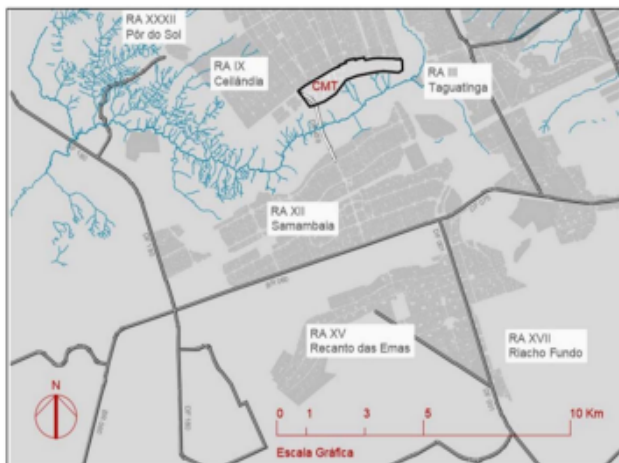 RA XXXII
Pôr do Sol
RA IX
Ceilândia
CMT
RA III
Taguatinga
RA XII
Samambaia
RA XV
Recanto das Emas
RA XVII
Riacho Fundo
N
0 1 3 5 10 Km
Escala Gráfica